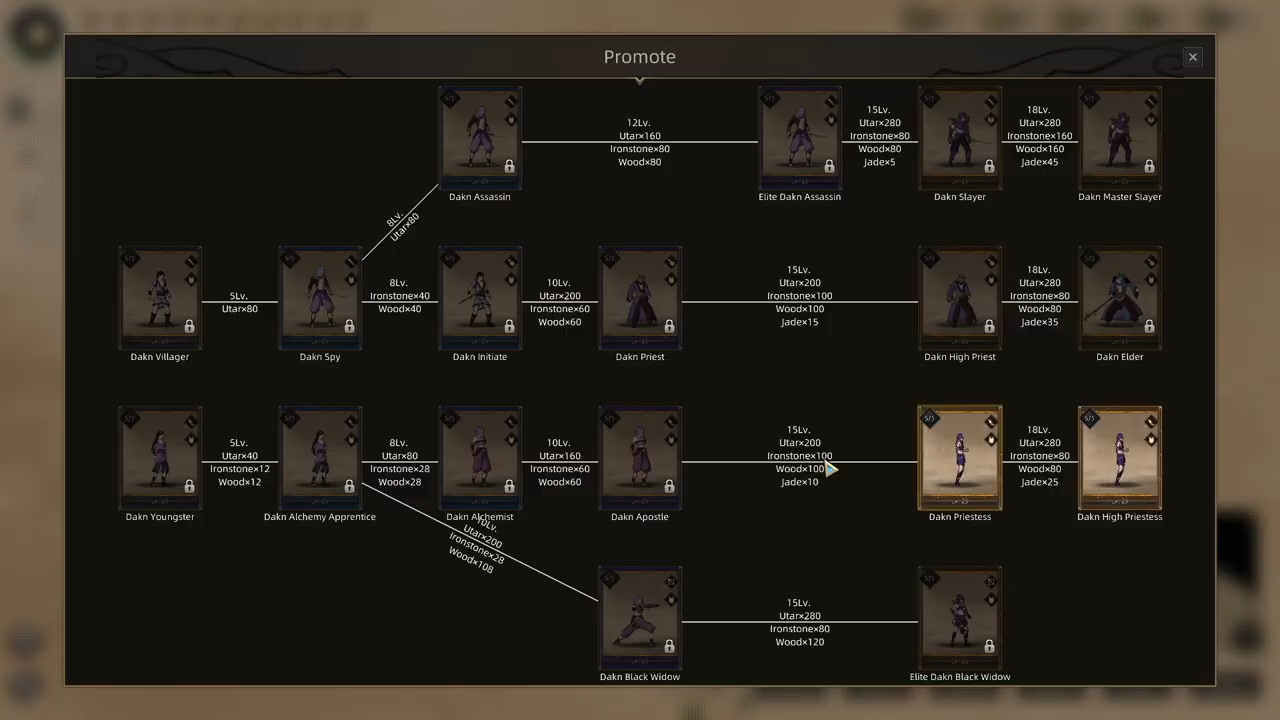 Promote
12Lv.
Utar×160
Ironstone×80
Wood×80
15Lv.
Utar×280
Ironstone×80
Wood×80
Jade×5
18Lv.
Utar×280
Ironstone×160
Wood×160
Jade×45
Dakn Assassin
Elite Dakn Assassin
Dakn Slayer
Dakn Master Slayer
8Lv.
Utar×80
5Lv.
Utar×80
8Lv.
Ironstone×40
Wood×40
10Lv.
Utar×200
Ironstone×60
Wood×60
15Lv.
Utar×200
Ironstone×100
Wood×100
Jade×15
18Lv.
Utar×280
Ironstone×80
Wood×80
Jade×35
Dakn Villager
Dakn Spy
Dakn Initiate
Dakn Priest
Dakn High Priest
Dakn Elder
5Lv.
Utar×40
Ironstone×12
Wood×12
8Lv.
Utar×80
Ironstone×28
Wood×28
10Lv.
Utar×160
Ironstone×60
Wood×60
15Lv.
Utar×200
Ironstone×100
Wood×100
Jade×10
18Lv.
Utar×280
Ironstone×80
Wood×80
Jade×25
Dakn Youngster
Dakn Alchemy Apprentice
Dakn Alchemist
Dakn Apostle
Dakn Priestess
Dakn High Priestess
10Lv.
Utar×200
Ironstone×28
Wood×108
15Lv.
Utar×280
Ironstone×80
Wood×120
Dakn Black Widow
Elite Dakn Black Widow